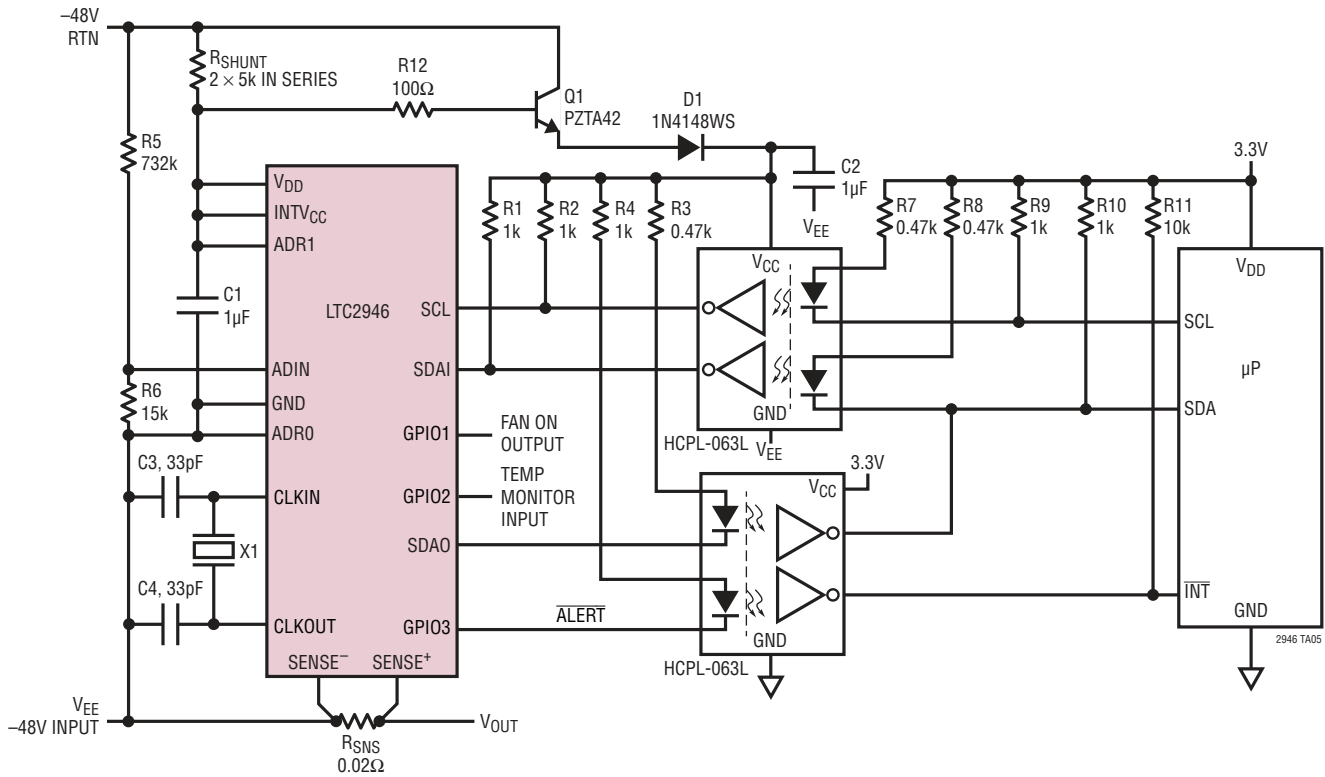 –48V
RTN
RSHUNT
2 × 5k IN SERIES
R12
100Ω
Q1
PZTA42
D1
1N4148WS
R5
732k
C2
1µF
VEE
3.3V
VDD
INTVCC
ADR1
LTC2946
SCL
SDAI
R1
1k
R2
1k
R4
1k
R3
0.47k
R7
0.47k
R8
0.47k
R9
1k
R10
1k
R11
10k
VCC
GND
HCPL-063L
VEE
VDD
SCL
µP
SDA
INT
GND
2946 TA05
C1
1µF
ADIN
R6
15k
GND
ADR0
GPIO1
FAN ON
OUTPUT
GPIO2
TEMP
MONITOR
INPUT
3.3V
VCC
C3, 33pF
CLKIN
SDAO
X1
C4, 33pF
CLKOUT
GPIO3
ALERT
GND
HCPL-063L
SENSE–
SENSE+
VEE
–48V INPUT
RSNS
0.02Ω
VOUT